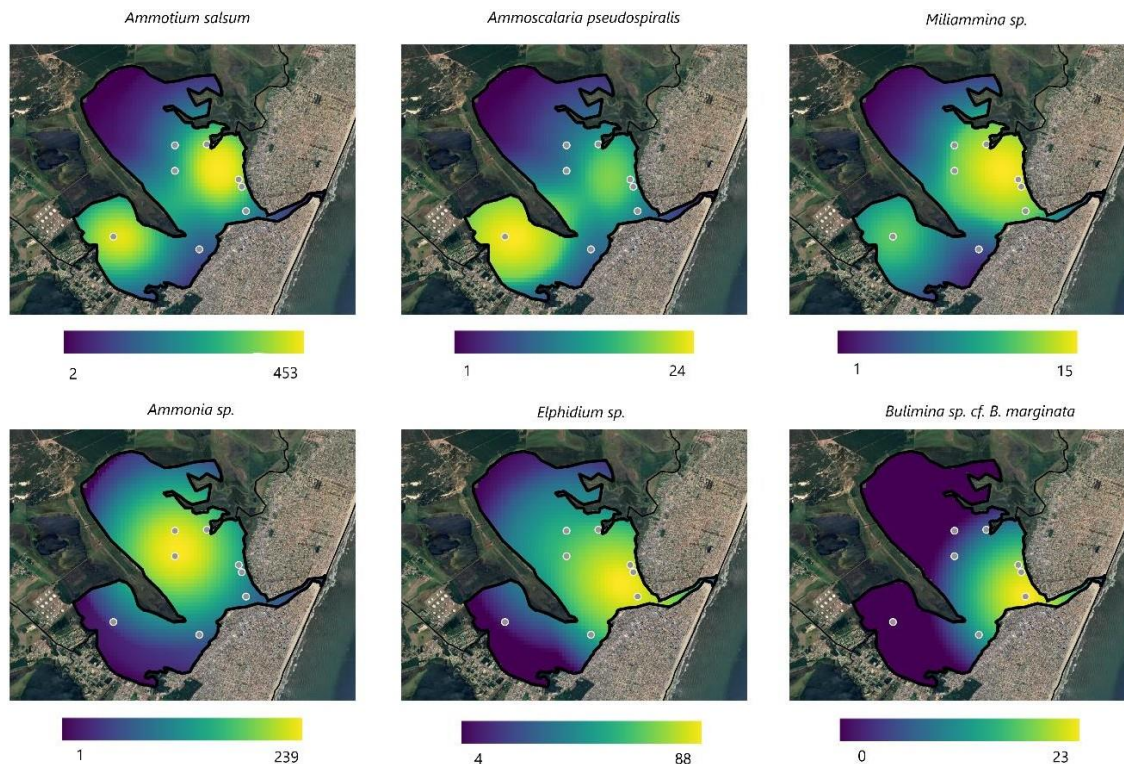 Ammotium salsum
Ammoscalaria pseudospiralis
Miliammina sp.
2 453
1 24
1 15
Ammonia sp.
Elphidium sp.
Bulimina sp. cf. B. marginata
1 239
4 88
0 23